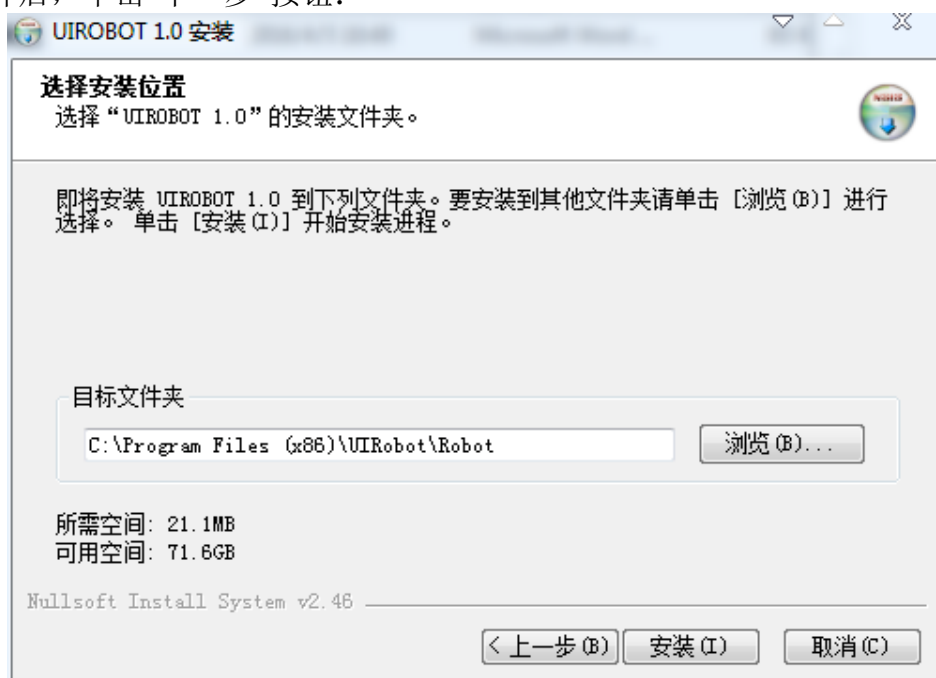 UIROBOT 1.0 安装
选择安装位置
选择“UIROBOT 1.0”的安装文件夹。
即将安装 UIROBOT 1.0 到下列文件夹。要安装到其他文件夹请单击 [浏览(B)] 进行
选择。 单击 [安装(I)] 开始安装进程。
目标文件夹
C:\Program Files (x86)\UIRobot\Robot
浏览(B)...
所需空间: 21.1MB
可用空间: 71.6GB
Nullsoft Install System v2.46
< 上一步(B) 安装(I) 取消(C)